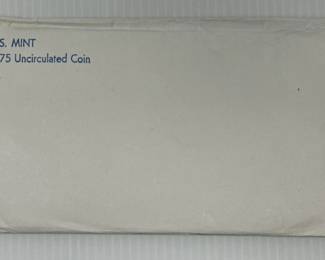 S. MINT
75 Uncirculated Coin